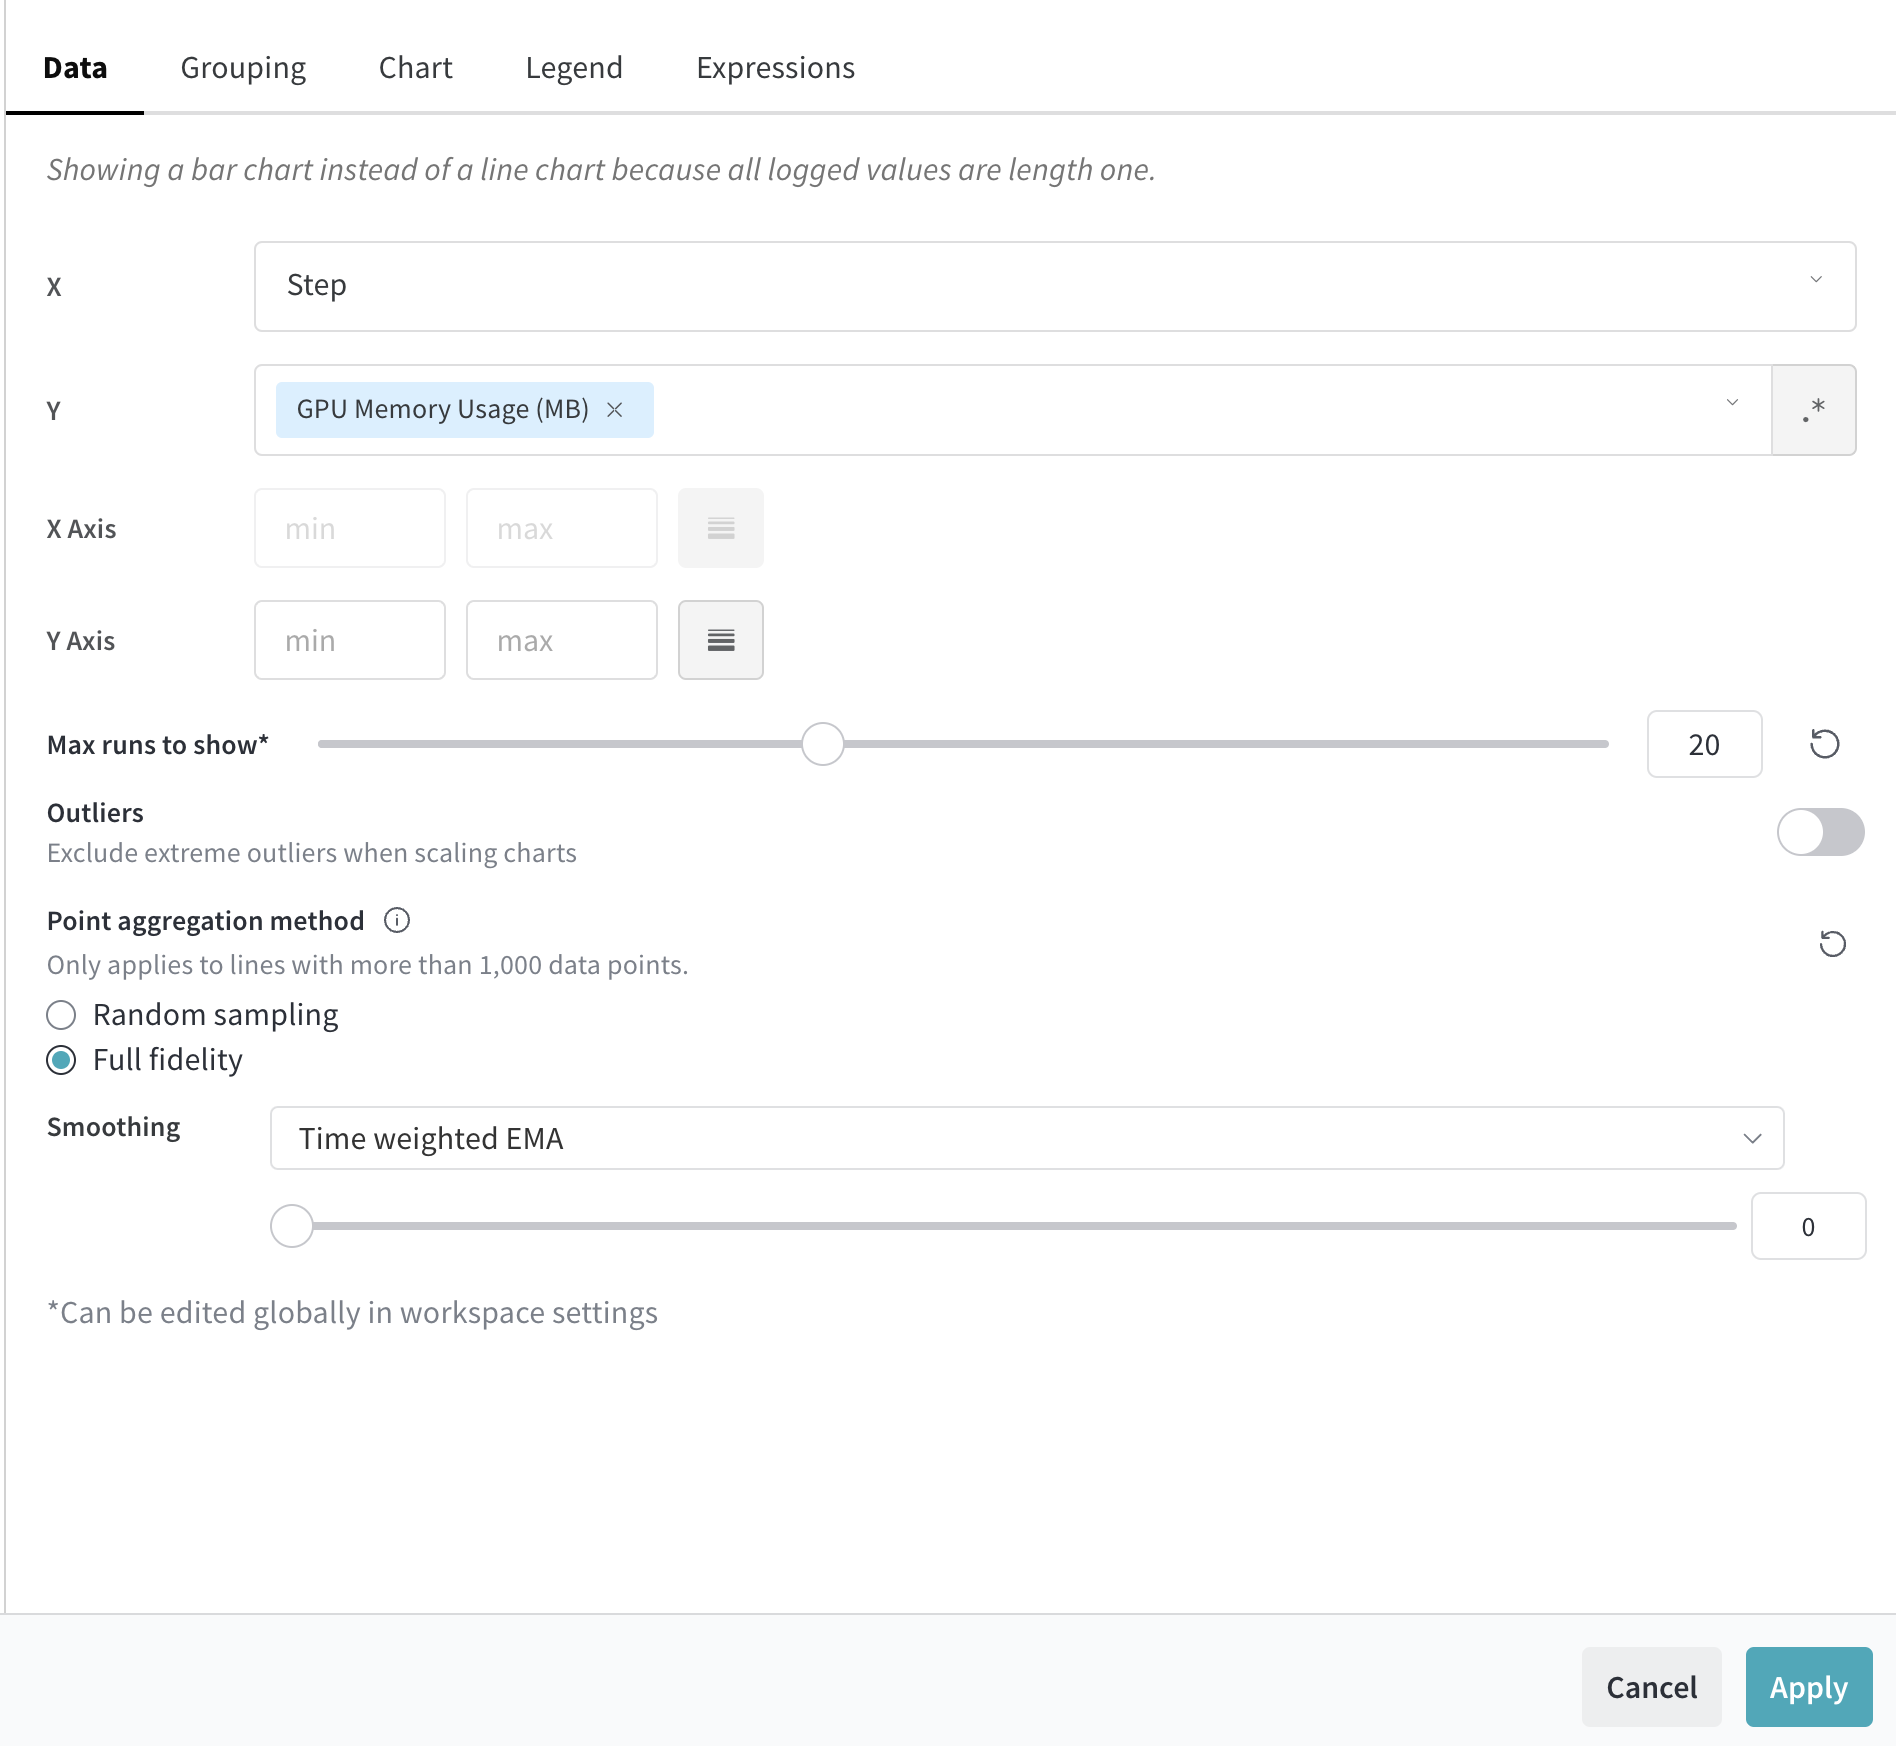 Data Grouping Chart Legend Expressions
Showing a bar chart instead of a line chart because all logged values are length one.
X Step
Y GPU Memory Usage (MB) .*
X Axis min max
Y Axis min max
Max runs to show* 20
Outliers
Exclude extreme outliers when scaling charts
Point aggregation method
Only applies to lines with more than 1,000 data points.
Random sampling
Full fidelity
Smoothing Time weighted EMA
0
*Can be edited globally in workspace settings
Cancel Apply